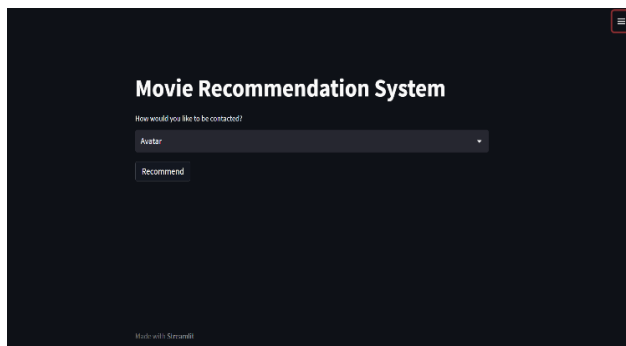 Movie Recommendation System
How would you like to be contacted?
Avatar
Recommend
Made with Streamlit